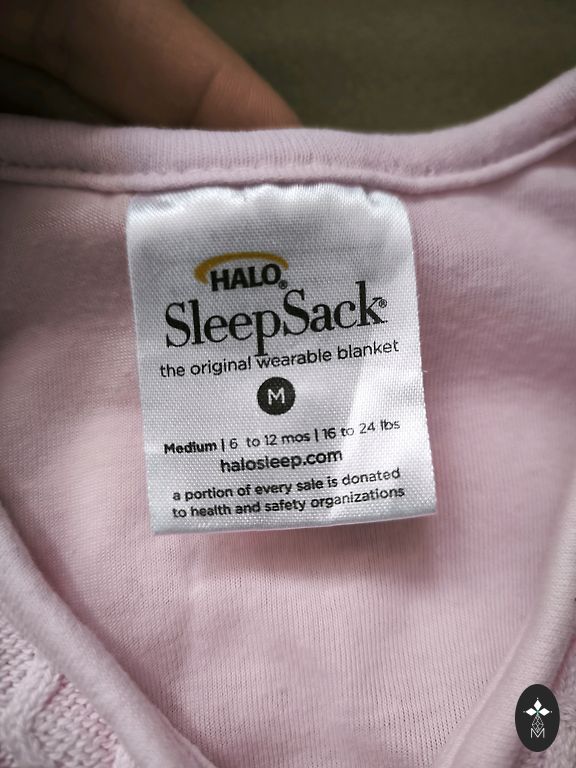 HALO®
SleepSack®
the original wearable blanket
M
Medium | 6 to 12 mos | 16 to 24 lbs
halosleep.com
a portion of every sale is donated
to health and safety organizations
M